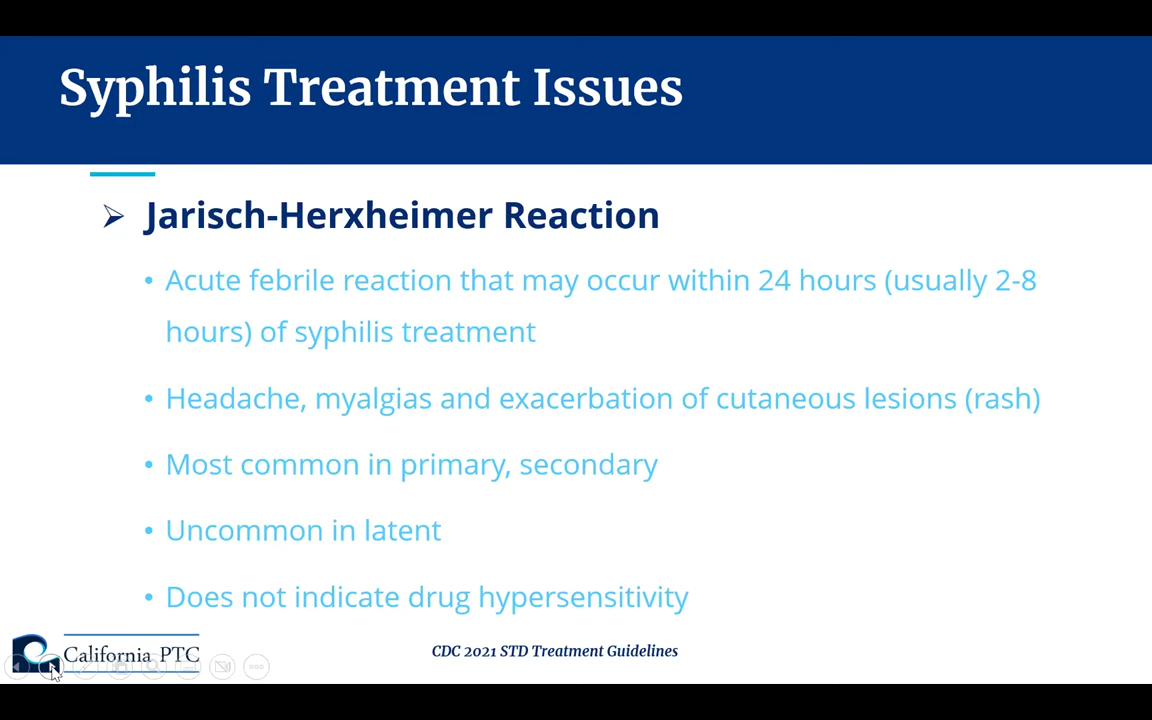 Syphilis Treatment Issues
➢ Jarisch-Herxheimer Reaction
• Acute febrile reaction that may occur within 24 hours (usually 2-8
hours) of syphilis treatment
• Headache, myalgias and exacerbation of cutaneous lesions (rash)
• Most common in primary, secondary
• Uncommon in latent
• Does not indicate drug hypersensitivity
California PTC
CDC 2021 STD Treatment Guidelines